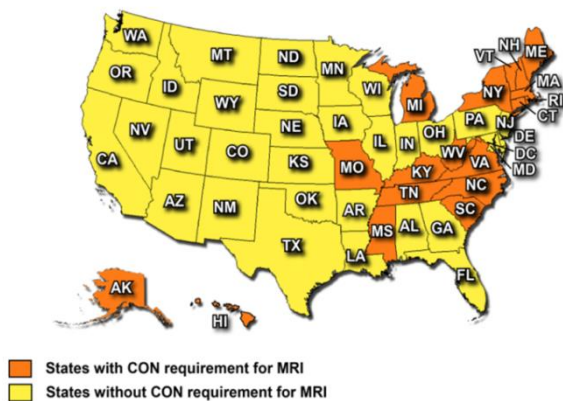 WA
MT
ND
MN
OR
ID
WY
SD
WI
MI
NY
VT
NH
ME
MA
RI
CT
NV
UT
CO
NE
IA
IL
IN
OH
PA
NJ
DE
DC
MD
CA
KS
MO
KY
WV
VA
AZ
NM
OK
AR
TN
NC
SC
TX
LA
MS
AL
GA
FL
AK
HI
States with CON requirement for MRI
States without CON requirement for MRI